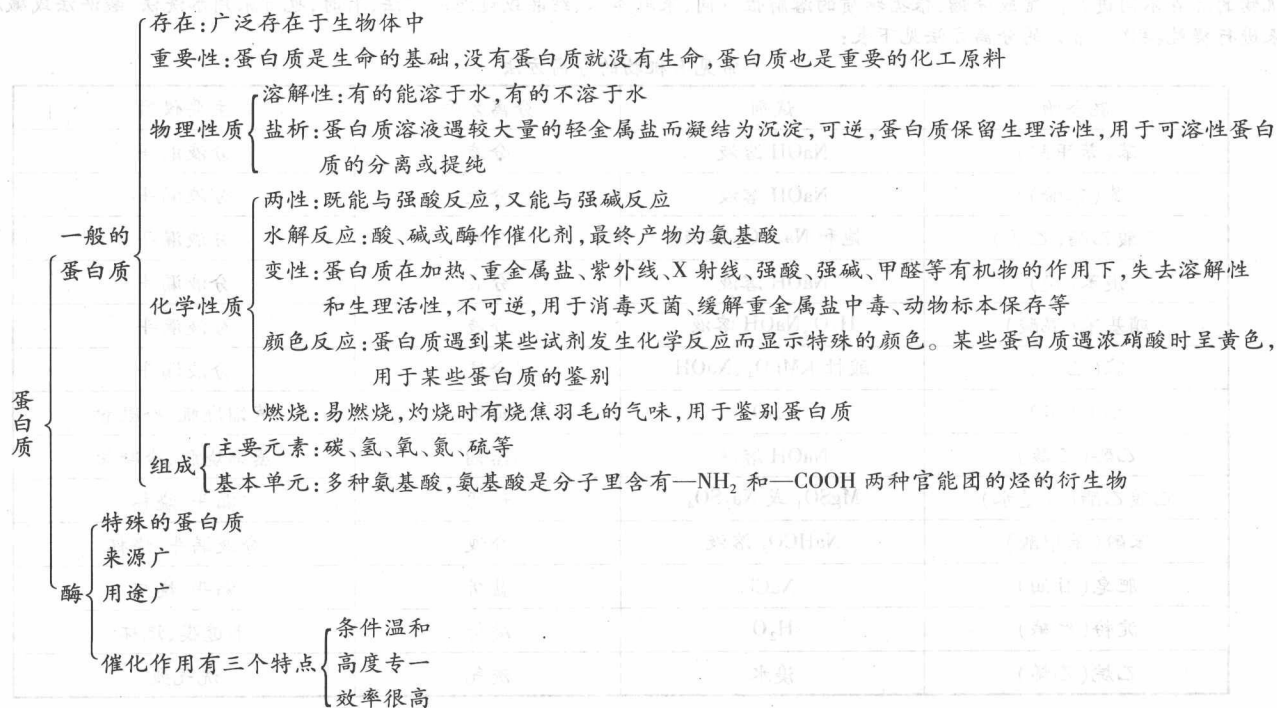 存在:广泛存在于生物体中
重要性:蛋白质是生命的基础,没有蛋白质就没有生命,蛋白质也是重要的化工原料
溶解性:有的能溶于水,有的不溶于水
物理性质
盐析:蛋白质溶液遇较大量的轻金属盐而凝结为沉淀,可逆,蛋白质保留生理活性,用于可溶性蛋白
质的分离或提纯
两性:既能与强酸反应,又能与强碱反应
一般的
蛋白质
水解反应:酸、碱或酶作催化剂,最终产物为氨基酸
变性:蛋白质在加热、重金属盐、紫外线、X 射线、强酸、强碱、甲醛等有机物的作用下,失去溶解性
化学性质
和生理活性,不可逆,用于消毒灭菌、缓解重金属盐中毒、动物标本保存等
颜色反应:蛋白质遇到某些试剂发生化学反应而显示特殊的颜色。某些蛋白质遇浓硝酸时呈黄色,
用于某些蛋白质的鉴别
蛋白质
燃烧:易燃烧,灼烧时有烧焦羽毛的气味,用于鉴别蛋白质
组成
主要元素:碳、氢、氧、氮、硫等
基本单元:多种氨基酸,氨基酸是分子里含有—NH₂ 和—COOH 两种官能团的烃的衍生物
特殊的蛋白质
来源广
酶
用途广
催化作用有三个特点
条件温和
高度专一
效率很高